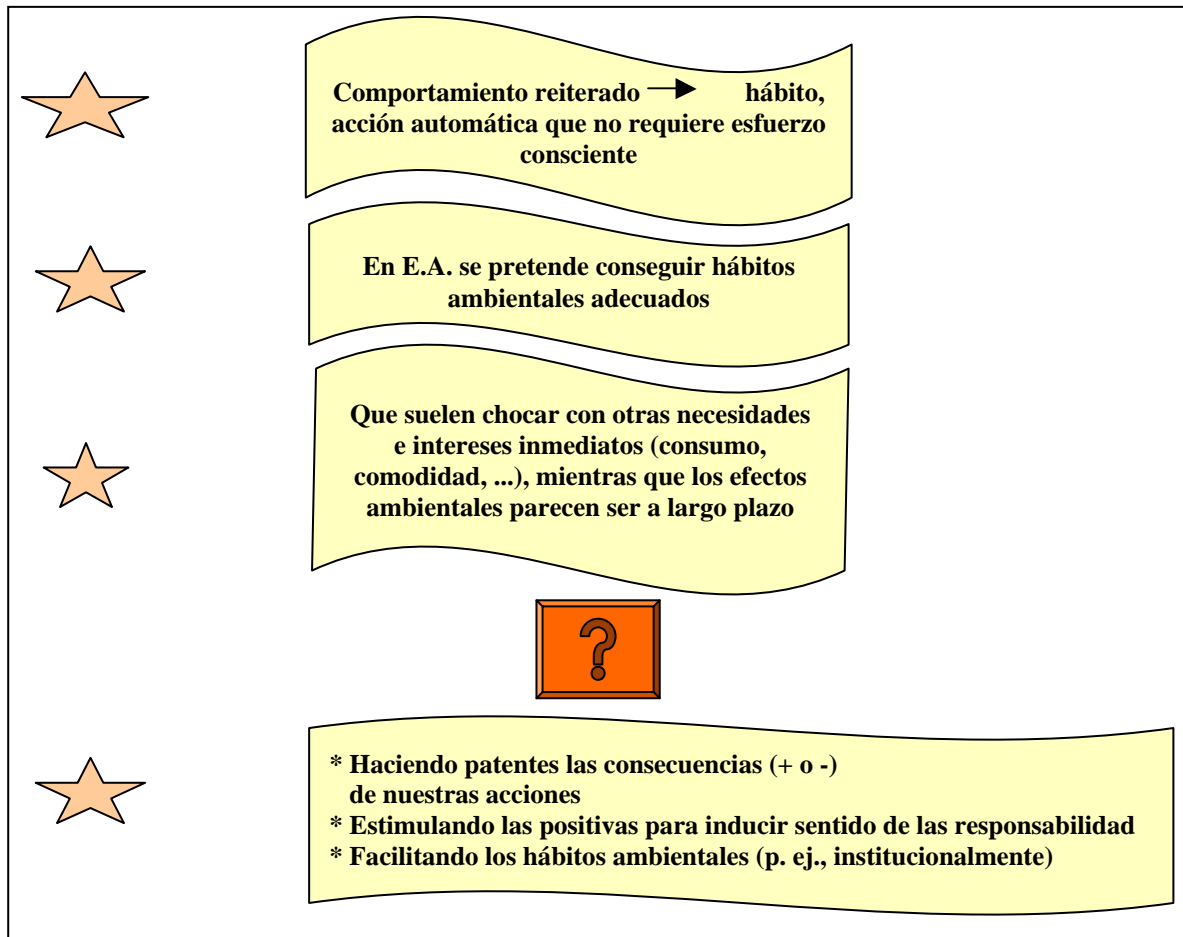 Comportamiento reiterado → hábito,
acción automática que no requiere esfuerzo
consciente
En E.A. se pretende conseguir hábitos
ambientales adecuados
Que suelen chocar con otras necesidades
e intereses inmediatos (consumo,
comodidad, ...), mientras que los efectos
ambientales parecen ser a largo plazo
?
* Haciendo patentes las consecuencias (+ o -)
de nuestras acciones
* Estimulando las positivas para inducir sentido de las responsabilidad
* Facilitando los hábitos ambientales (p. ej., institucionalmente)